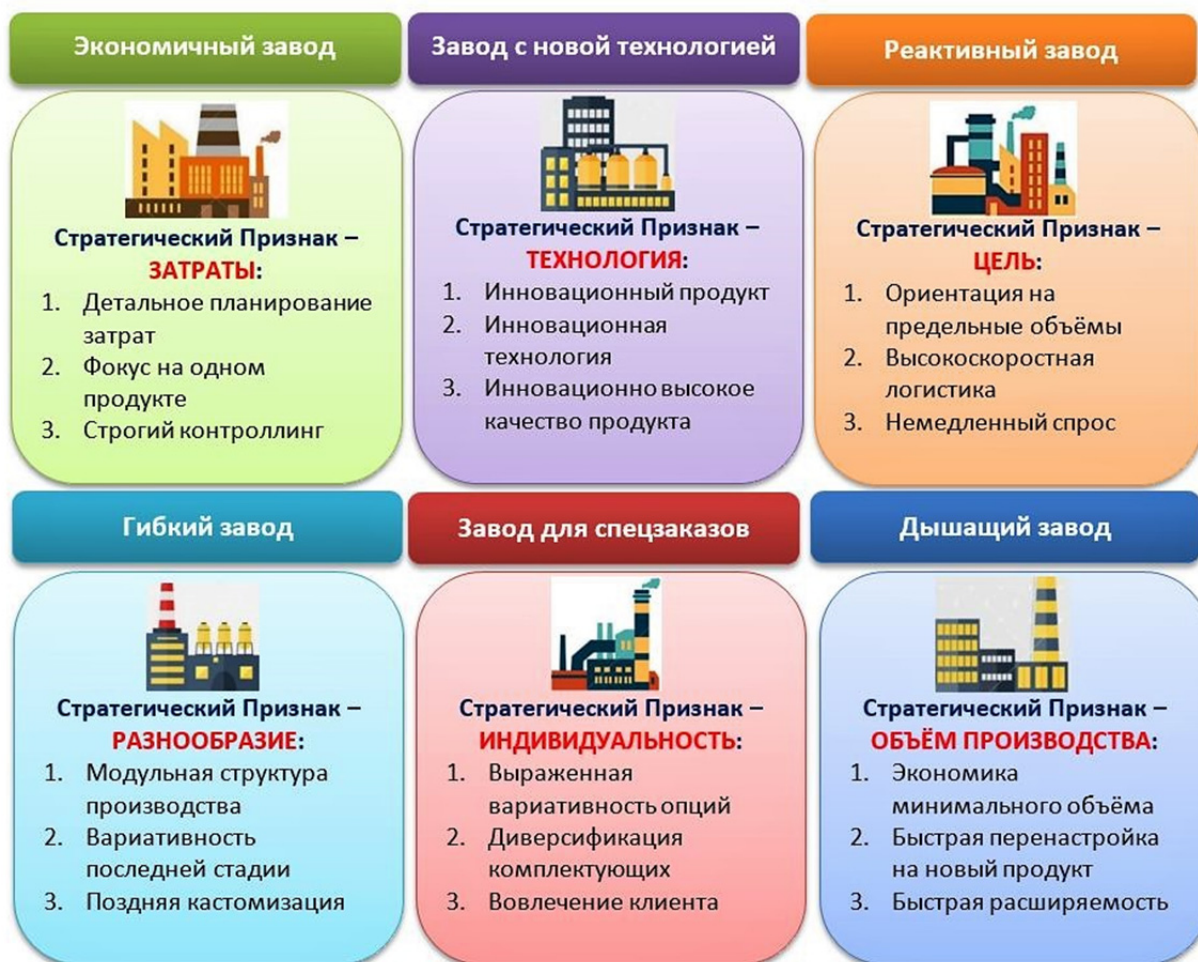 Экономичный завод
Стратегический Признак –
ЗАТРАТЫ:
1. Детальное планирование
затрат
2. Фокус на одном
продукте
3. Строгий контроллинг
Завод с новой технологией
Стратегический Признак –
ТЕХНОЛОГИЯ:
1. Инновационный продукт
2. Инновационная
технология
3. Инновационно высокое
качество продукта
Реактивный завод
Стратегический Признак –
ЦЕЛЬ:
1. Ориентация на
предельные объёмы
2. Высокоскоростная
логистика
3. Немедленный спрос
Гибкий завод
Стратегический Признак –
РАЗНООБРАЗИЕ:
1. Модульная структура
производства
2. Вариативность
последней стадии
3. Поздняя кастомизация
Завод для спецзаказов
Стратегический Признак –
ИНДИВИДУАЛЬНОСТЬ:
1. Выраженная
вариативность опций
2. Диверсификация
комплектующих
3. Вовлечение клиента
Дышащий завод
Стратегический Признак –
ОБЪЁМ ПРОИЗВОДСТВА:
1. Экономика
минимального объёма
2. Быстрая перенастройка
на новый продукт
3. Быстрая расширяемость